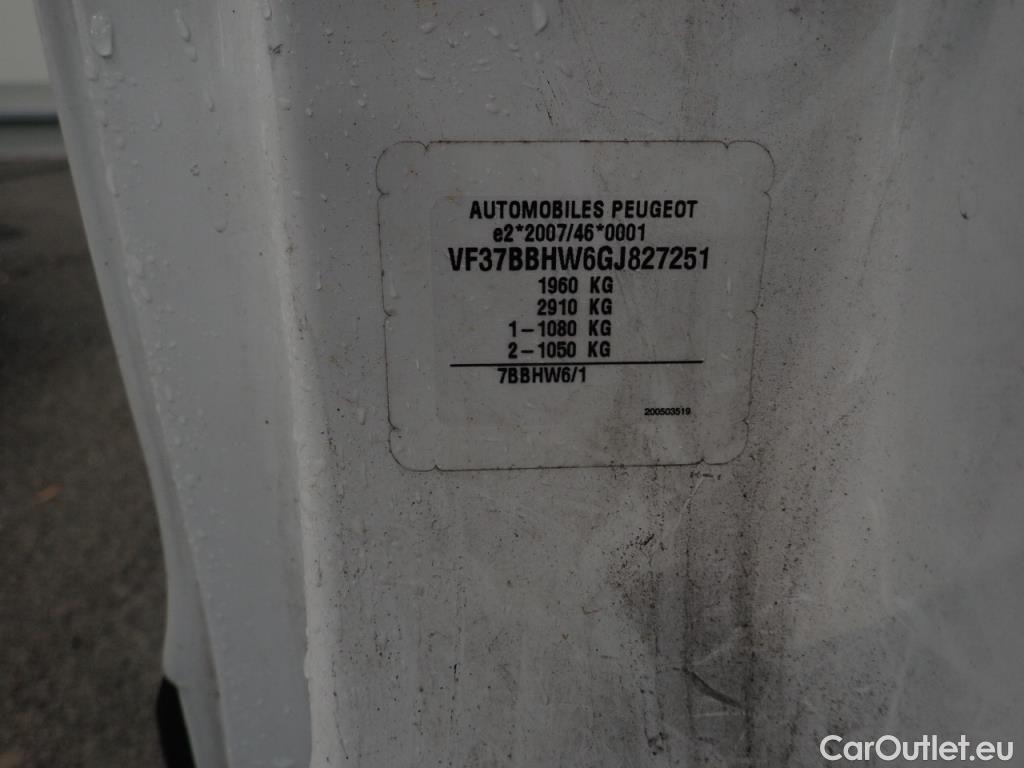 AUTOMOBILES PEUGEOT
e2*2007/46*0001
VF37BBHW6GJ827251
1960 KG
2910 KG
1-1080 KG
2-1050 KG
7BBHW6/1
200503519
CarOutlet.eu